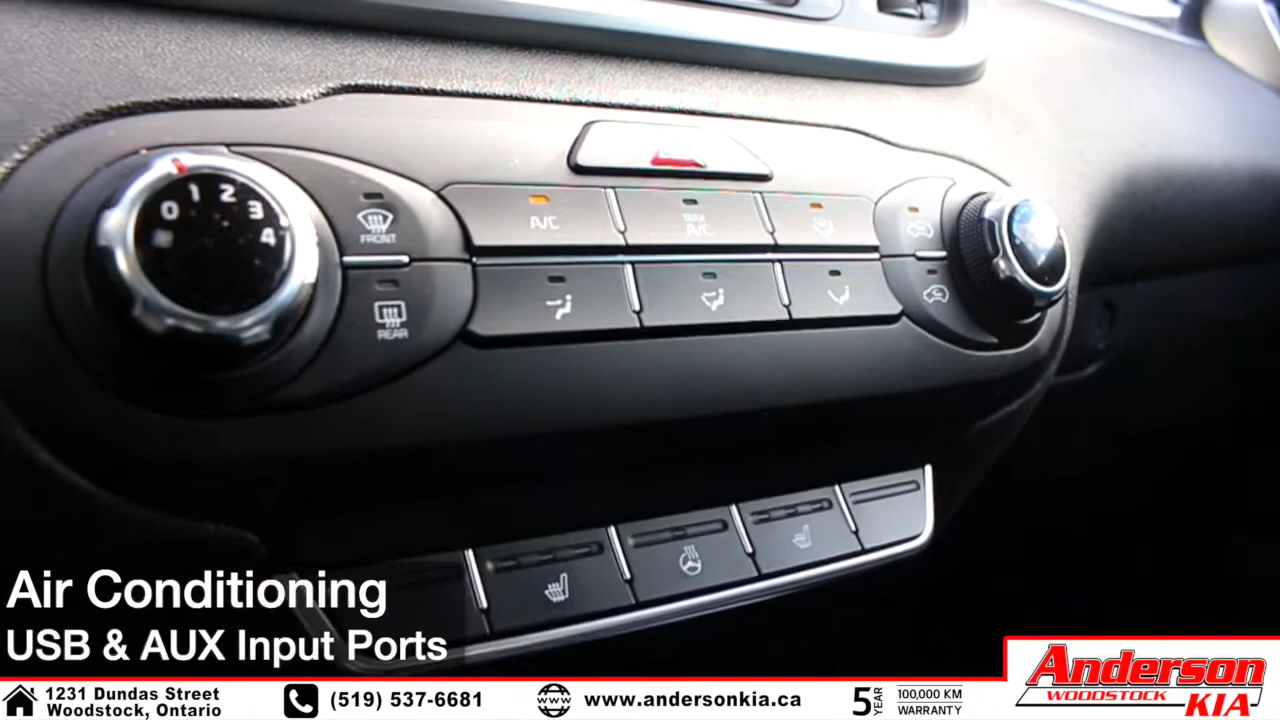 0 1 2 3 4
FRONT
REAR
A/C
MAX A/C
Air Conditioning
USB & AUX Input Ports
1231 Dundas Street
Woodstock, Ontario
(519) 537-6681
www.andersonkia.ca
5 YEAR
100,000 KM
WARRANTY
Anderson
WOODSTOCK KIA